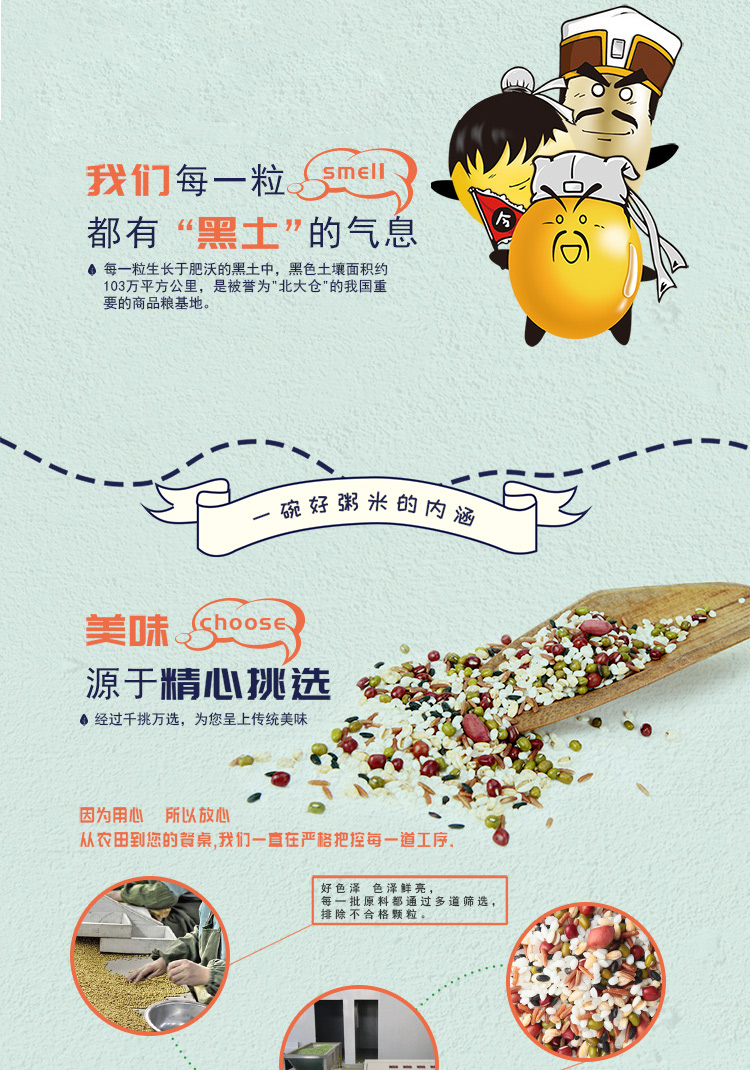 我们每一粒 smell
都有“黑土”的气息
每一粒生长于肥沃的黑土中，黑色土壤面积约
103万平方公里，是被誉为"北大仓"的我国重
要的商品粮基地。
一碗好粥米的内涵
美味 choose
源于精心挑选
经过千挑万选，为您呈上传统美味
因为用心 所以放心
从农田到您的餐桌,我们一直在严格把控每一道工序.
好色泽 色泽鲜亮，
每一批原料都通过多道筛选，
排除不合格颗粒。